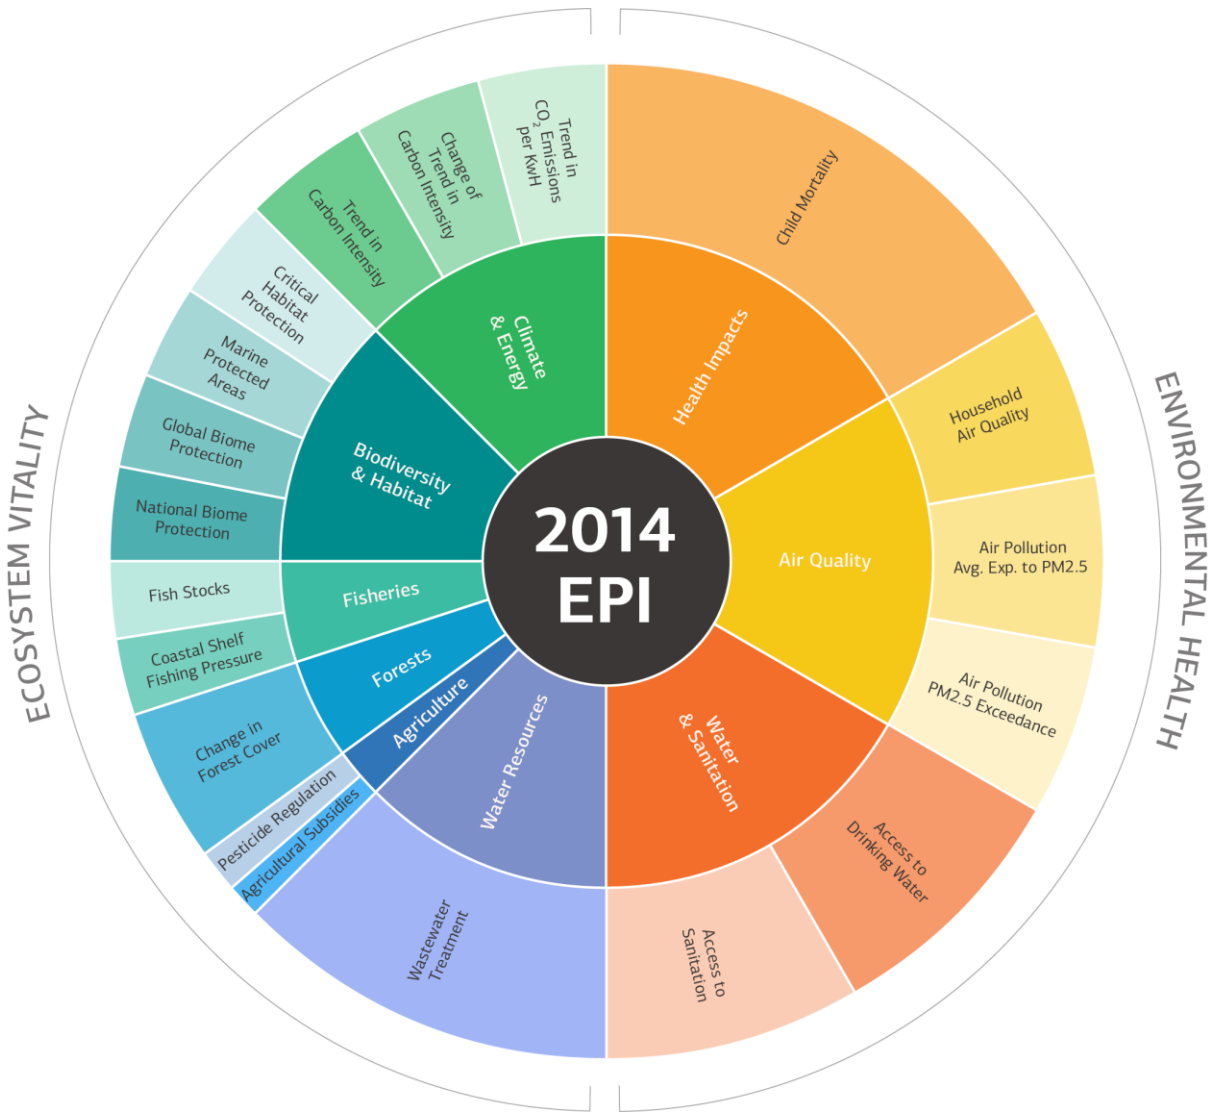 2014
EPI
ENVIRONMENTAL HEALTH
Health Impacts
Child Mortality
Air Quality
Household
Air Quality
Air Pollution
Avg. Exp. to PM2.5
Air Pollution
PM2.5 Exceedance
Water
& Sanitation
Access to
Drinking Water
Access to
Sanitation
ECOSYSTEM VITALITY
Water Resources
Wastewater
Treatment
Agriculture
Agricultural Subsidies
Pesticide Regulation
Forests
Change in
Forest Cover
Fisheries
Coastal Shelf
Fishing Pressure
Fish Stocks
Biodiversity
& Habitat
National Biome
Protection
Global Biome
Protection
Marine
Protected
Areas
Critical
Habitat
Protection
Climate
& Energy
Trend in
Carbon Intensity
Change of
Trend in
Carbon Intensity
Trend in
CO₂ Emissions
per KwH